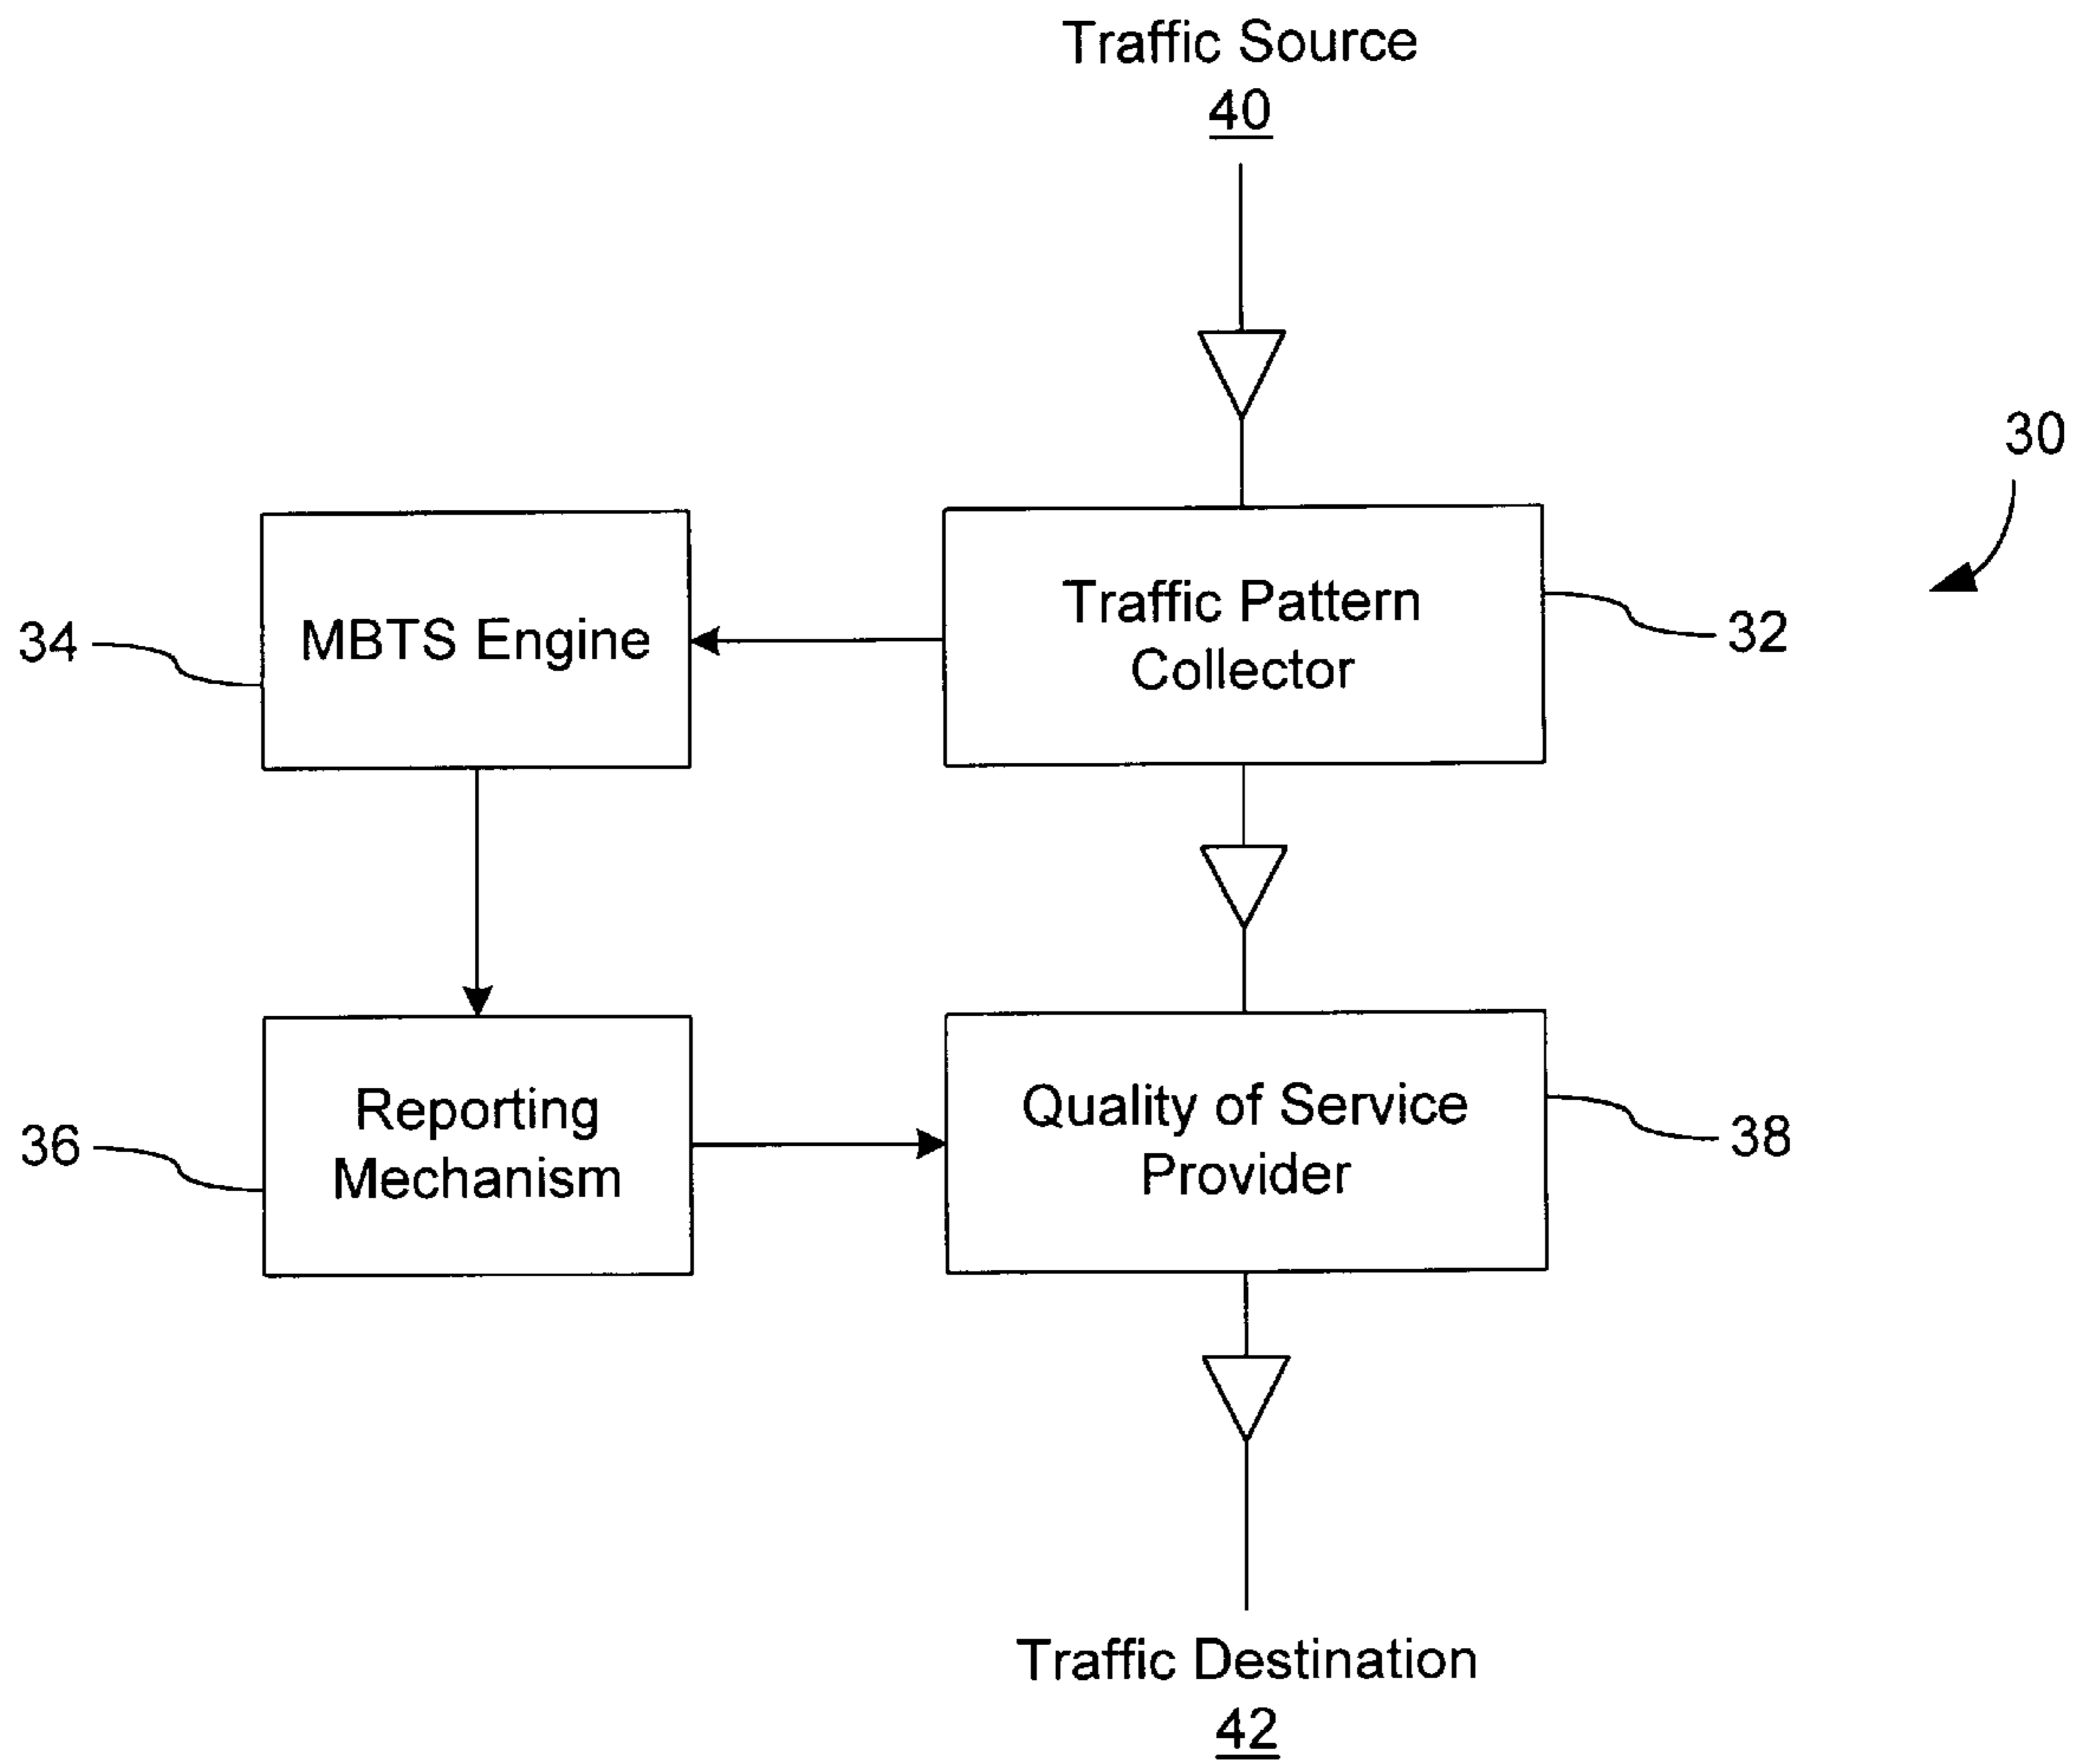 Traffic Source
40
30
MBTS Engine
34
Traffic Pattern
Collector
32
Reporting
Mechanism
36
Quality of Service
Provider
38
Traffic Destination
42